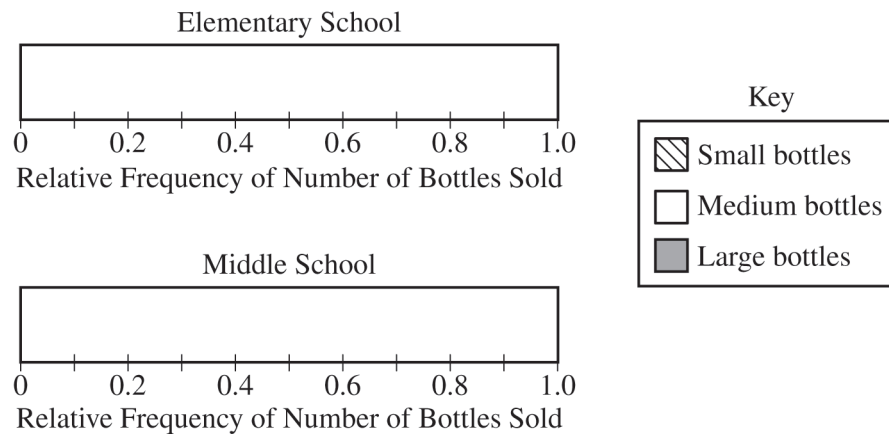 Elementary School
0 0.2 0.4 0.6 0.8 1.0
Relative Frequency of Number of Bottles Sold
Key
Small bottles
Medium bottles
Large bottles
Middle School
0 0.2 0.4 0.6 0.8 1.0
Relative Frequency of Number of Bottles Sold